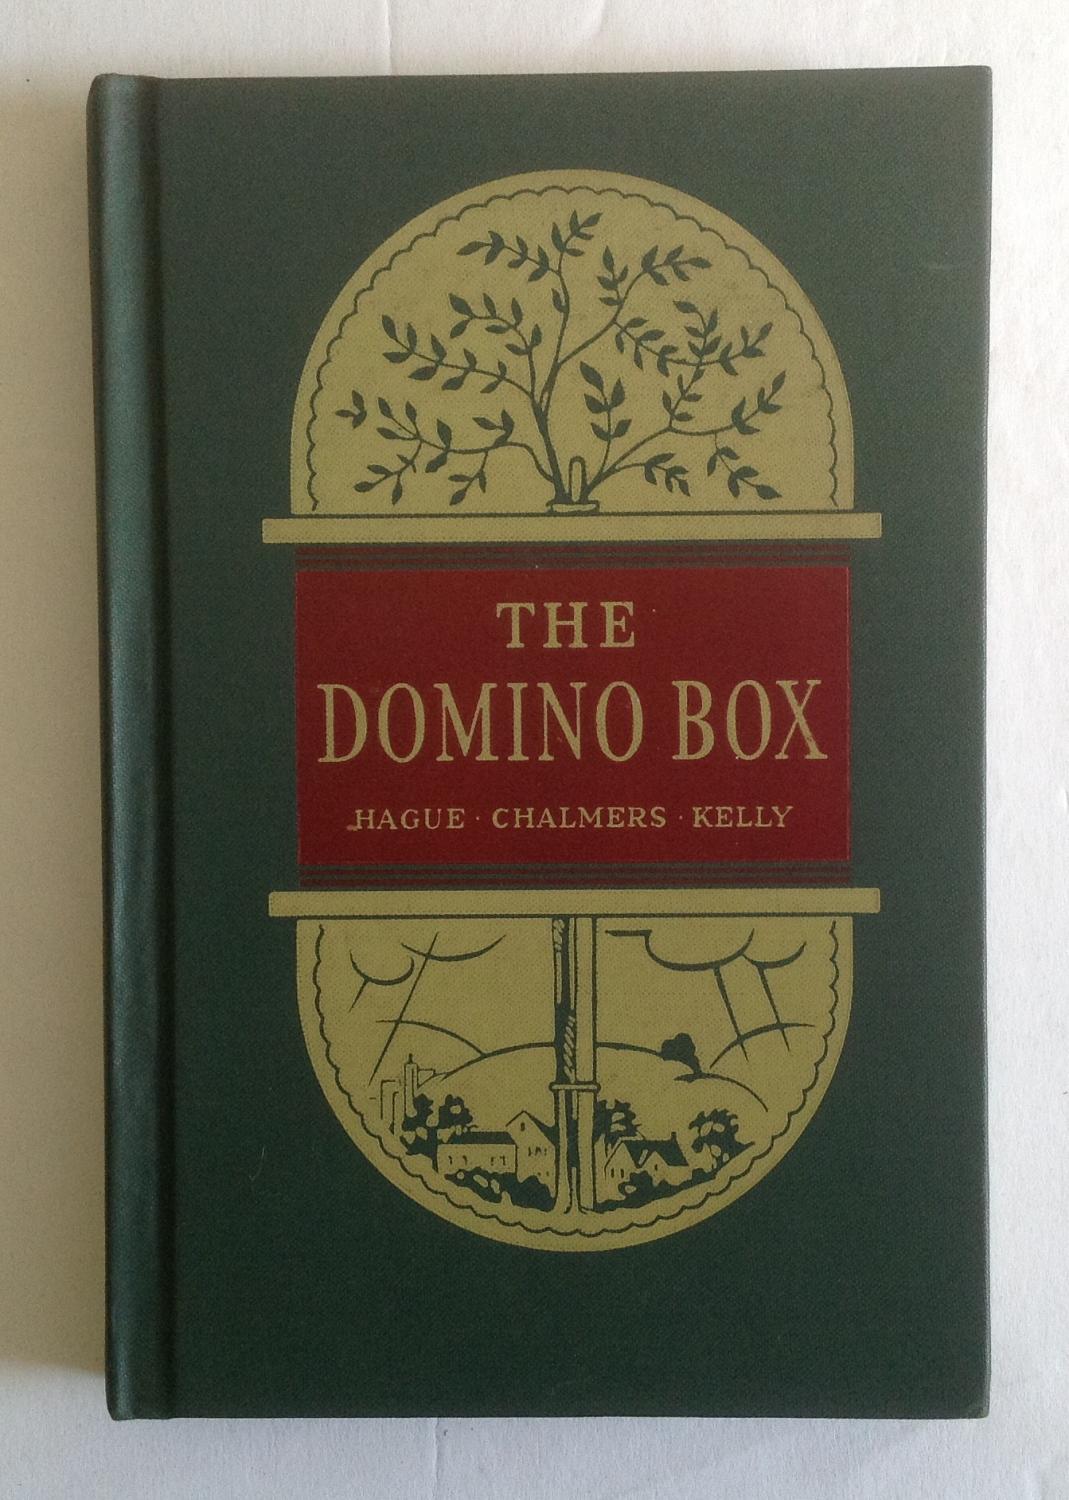 THE
DOMINO BOX
HAGUE · CHALMERS · KELLY